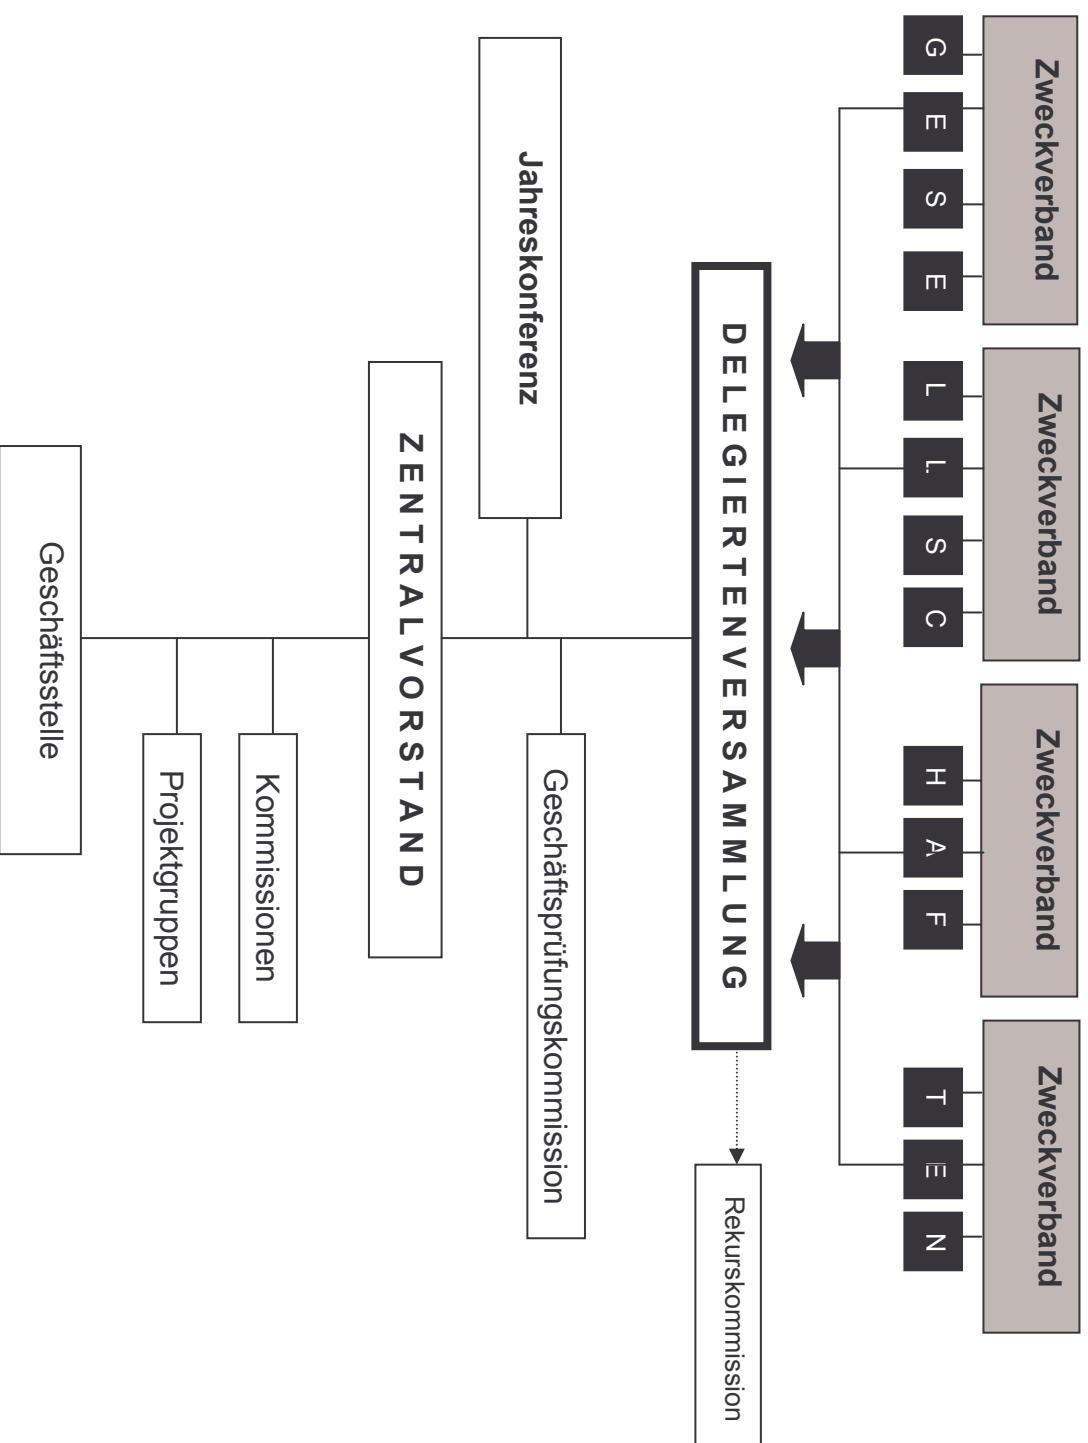 Zweckverband
Zweckverband
Zweckverband
Zweckverband
G E S E L L S C H A F T E N
DELEGIERTENVERSAMMLUNG
Rekurskommission
Jahreskonferenz
Geschäftsprüfungskommission
ZENTRALVORSTAND
Kommissionen
Projektgruppen
Geschäftsstelle